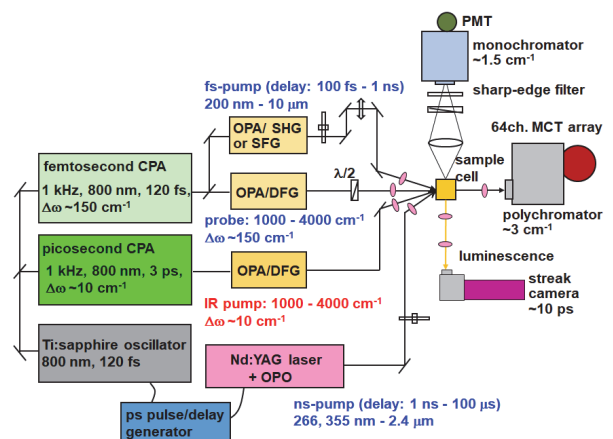 PMT
monochromator
~1.5 cm⁻¹
sharp-edge filter
fs-pump (delay: 100 fs - 1 ns)
200 nm - 10 μm
64ch. MCT array
OPA/ SHG
or SFG
sample
cell
femtosecond CPA
1 kHz, 800 nm, 120 fs,
Δω ~150 cm⁻¹
λ/2
OPA/DFG
probe: 1000 - 4000 cm⁻¹
Δω ~150 cm⁻¹
polychromator
~3 cm⁻¹
picosecond CPA
1 kHz, 800 nm, 3 ps,
Δω ~10 cm⁻¹
OPA/DFG
luminescence
IR pump: 1000 - 4000 cm⁻¹
Δω ~10 cm⁻¹
streak
camera
~10 ps
Ti:sapphire oscillator
800 nm, 120 fs
Nd:YAG laser
+ OPO
ns-pump (delay: 1 ns - 100 μs)
266, 355 nm - 2.4 μm
ps pulse/delay
generator